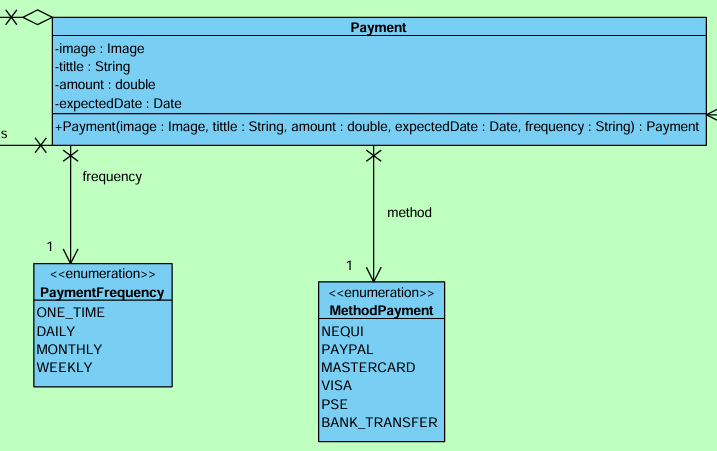 Payment
-image : Image
-tittle : String
-amount : double
-expectedDate : Date
+Payment(image : Image, tittle : String, amount : double, expectedDate : Date, frequency : String) : Payment
s
frequency
method
1
1
<<enumeration>>
PaymentFrequency
ONE_TIME
DAILY
MONTHLY
WEEKLY
<<enumeration>>
MethodPayment
NEQUI
PAYPAL
MASTERCARD
VISA
PSE
BANK_TRANSFER